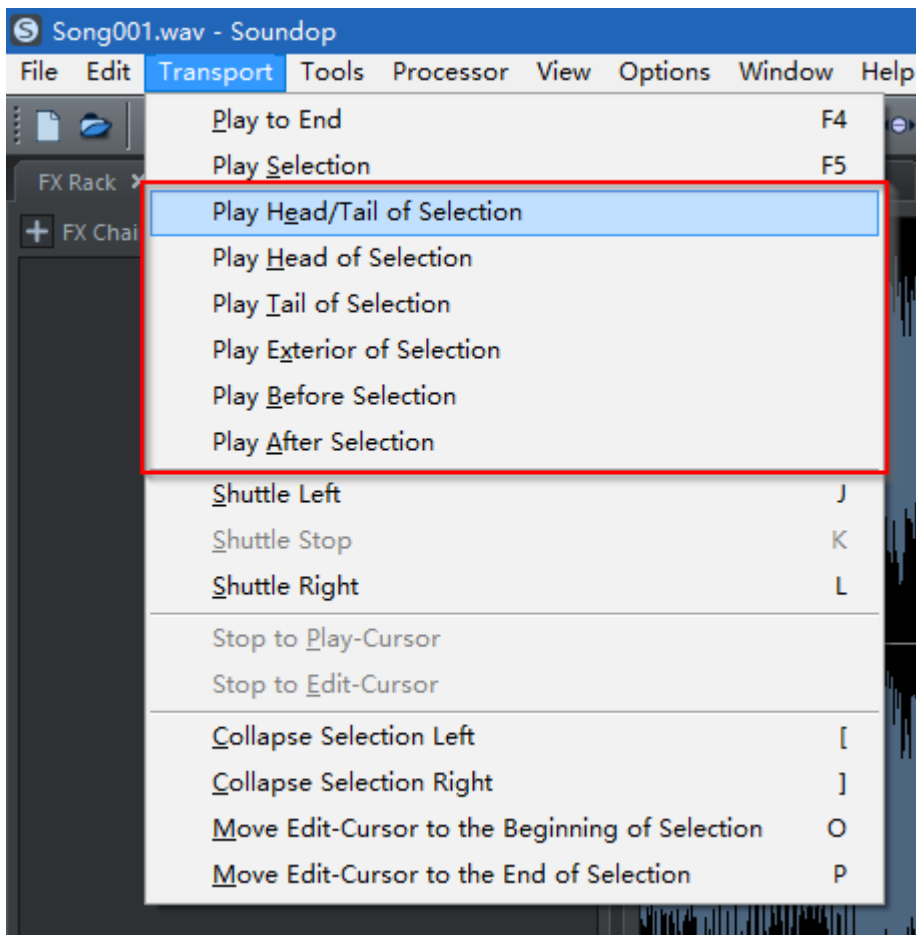 Song001.wav - Soundop
File Edit Transport Tools Processor View Options Window Help
Play to End F4
Play Selection F5
FX Rack
Play Head/Tail of Selection
FX Chai
Play Head of Selection
Play Tail of Selection
Play Exterior of Selection
Play Before Selection
Play After Selection
Shuttle Left J
Shuttle Stop K
Shuttle Right L
Stop to Play-Cursor
Stop to Edit-Cursor
Collapse Selection Left [
Collapse Selection Right ]
Move Edit-Cursor to the Beginning of Selection O
Move Edit-Cursor to the End of Selection P